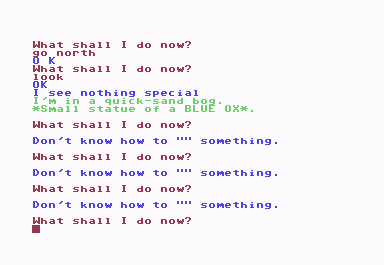 What shall I do now?
go north
O K
What shall I do now?
look
OK
I see nothing special
I'm in a quick-sand bog.
*Small statue of a BLUE OX*.
What shall I do now?
Don't know how to "" something.
What shall I do now?
Don't know how to "" something.
What shall I do now?
Don't know how to "" something.
What shall I do now?